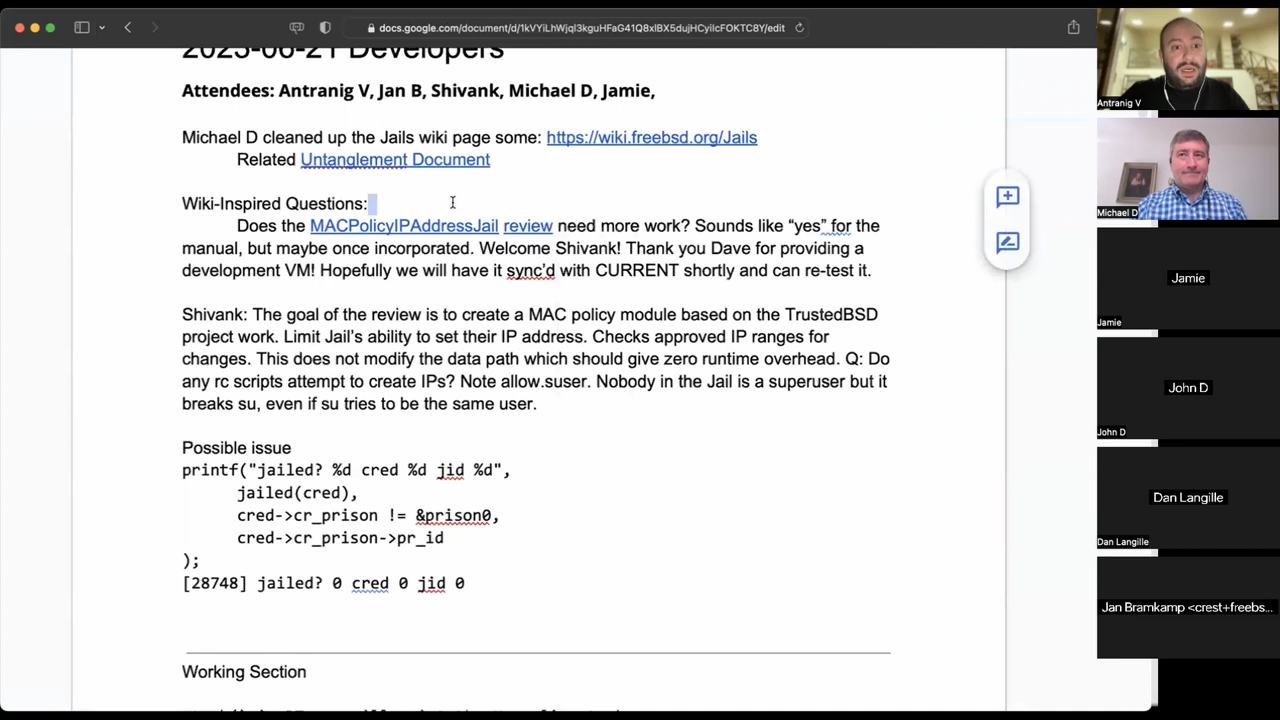 docs.google.com/document/d/1kVYiLhWjql3kguHFaG41Q8xlBX5dujHCyilcFOKTC8Y/edit
2023-06-21 Developers
Attendees: Antranig V, Jan B, Shivank, Michael D, Jamie,
Michael D cleaned up the Jails wiki page some: https://wiki.freebsd.org/Jails
Related Untanglement Document
Wiki-Inspired Questions:
Does the MACPolicyIPAddressJail review need more work? Sounds like “yes” for the
manual, but maybe once incorporated. Welcome Shivank! Thank you Dave for providing a
development VM! Hopefully we will have it sync’d with CURRENT shortly and can re-test it.
Shivank: The goal of the review is to create a MAC policy module based on the TrustedBSD
project work. Limit Jail’s ability to set their IP address. Checks approved IP ranges for
changes. This does not modify the data path which should give zero runtime overhead. Q: Do
any rc scripts attempt to create IPs? Note allow.suser. Nobody in the Jail is a superuser but it
breaks su, even if su tries to be the same user.
Possible issue
printf("jailed? %d cred %d jid %d",
jailed(cred),
cred->cr_prison != &prison0,
cred->cr_prison->pr_id
);
[28748] jailed? 0 cred 0 jid 0
Working Section
Antranig V
Michael D
Jamie
Jamie
John D
John D
Dan Langille
Dan Langille
Jan Bramkamp <crest+freebs...